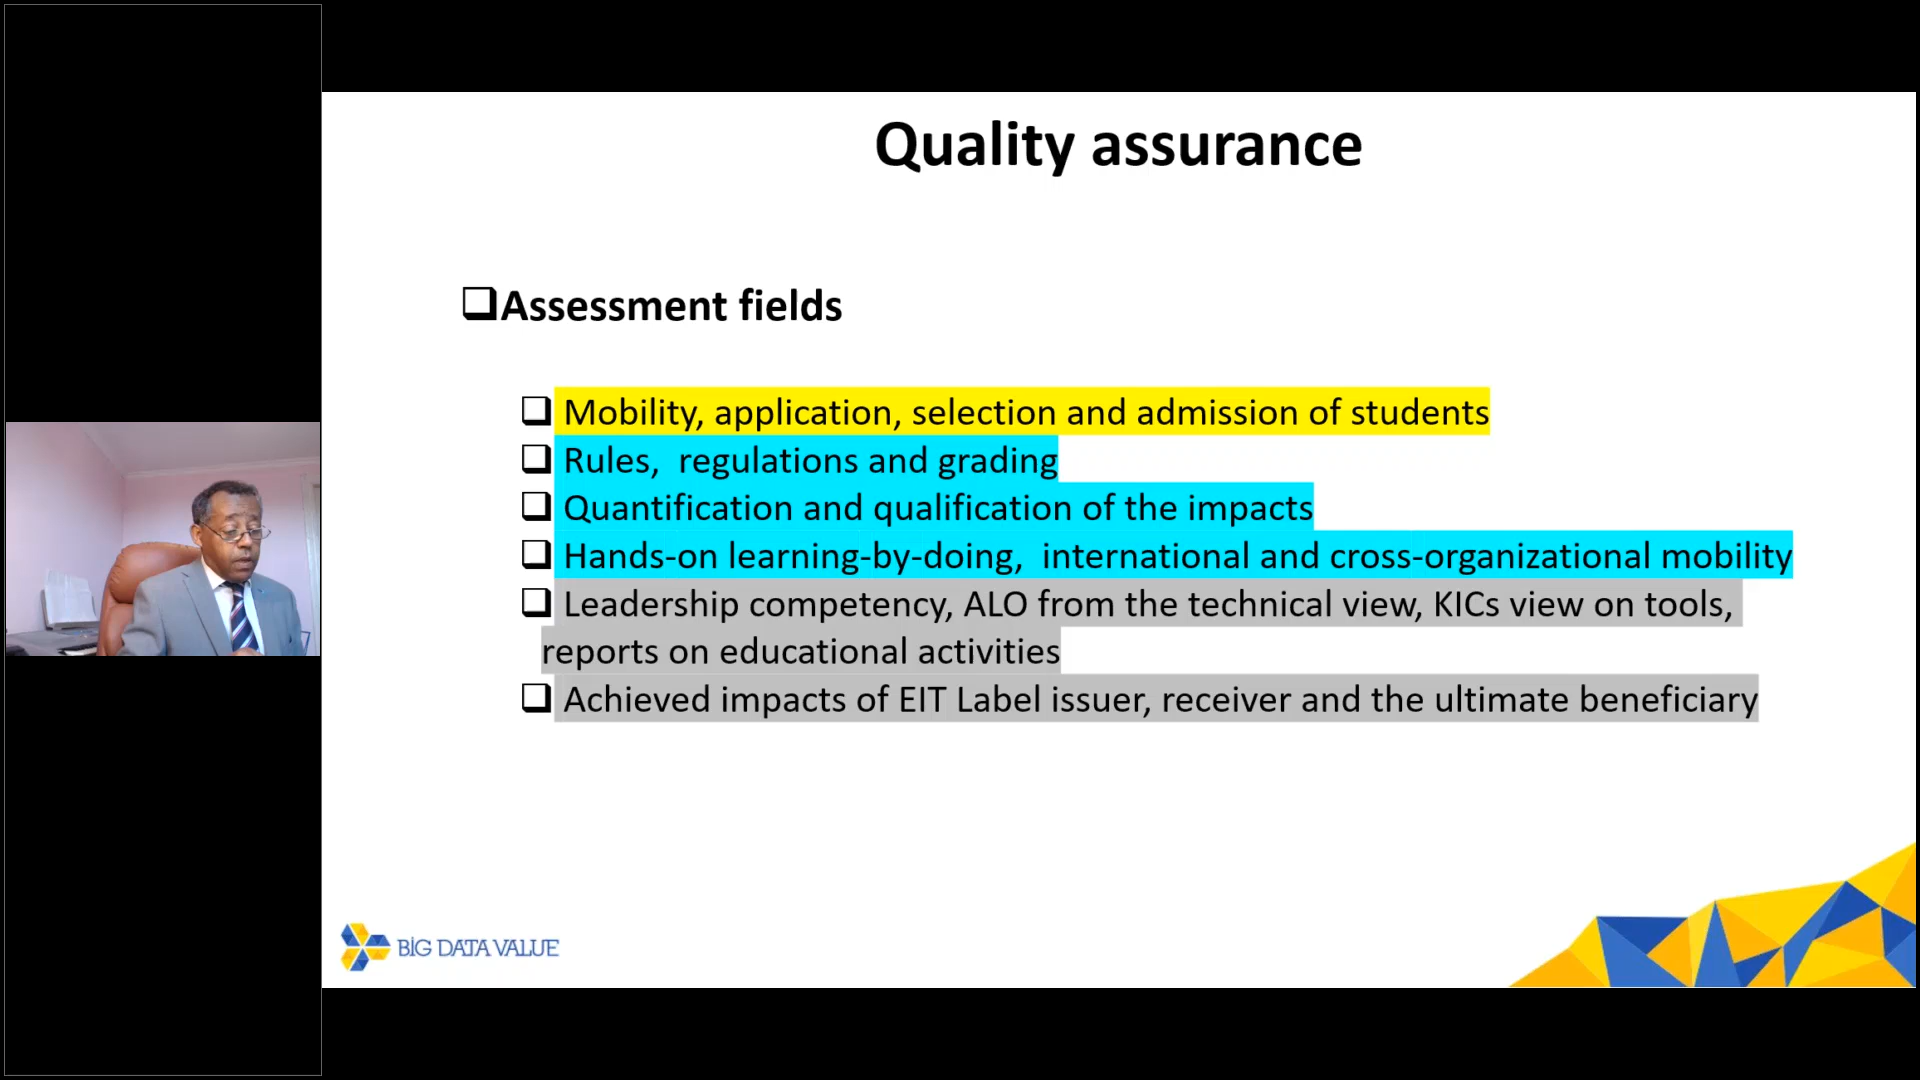 Quality assurance
❑Assessment fields
❑ Mobility, application, selection and admission of students
❑ Rules,  regulations and grading
❑ Quantification and qualification of the impacts
❑ Hands-on learning-by-doing,  international and cross-organizational mobility
❑ Leadership competency, ALO from the technical view, KICs view on tools,
reports on educational activities
❑ Achieved impacts of EIT Label issuer, receiver and the ultimate beneficiary
BIG DATA VALUE